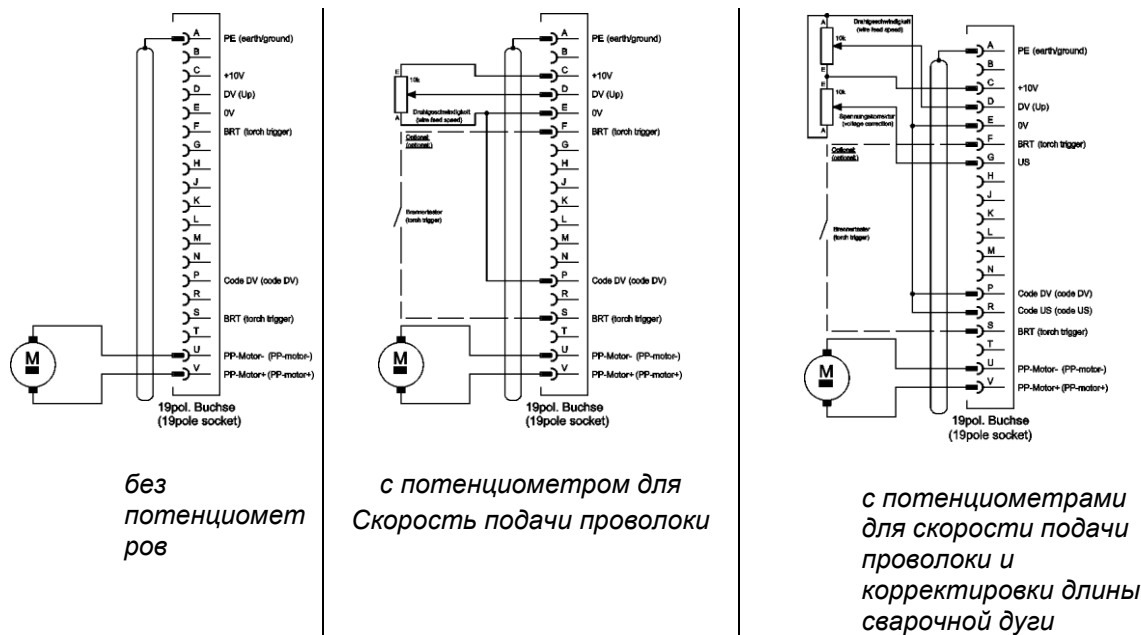 A
PE (earth/ground)
B
C
+10V
D
DV (Up)
E
0V
F
BRT (torch trigger)
G
H
J
K
L
M
N
P
Code DV (code DV)
R
S
BRT (torch trigger)
T
U
PP-Motor- (PP-motor-)
V
PP-Motor+ (PP-motor+)
M
19pol. Buchse
(19pole socket)
без
потенциомет
ров
A
PE (earth/ground)
B
C
+10V
D
DV (Up)
E
0V
F
BRT (torch trigger)
G
H
J
K
L
M
N
P
Code DV (code DV)
R
S
BRT (torch trigger)
T
U
PP-Motor- (PP-motor-)
V
PP-Motor+ (PP-motor+)
E
10k
A
Drahtgeschwindigkeit
(wire feed speed)
Optional:
(optional:)
Brennertaster
(torch trigger)
M
19pol. Buchse
(19pole socket)
с потенциометром для
Скорость подачи проволоки
A
Drahtgeschwindigkeit
(wire feed speed)
10k
E
E
10k
Spannungskorrektur
(voltage correction)
A
Optional:
(optional:)
Brennertaster
(torch trigger)
A
PE (earth/ground)
B
C
+10V
D
DV (Up)
E
0V
F
BRT (torch trigger)
G
US
H
J
K
L
M
N
P
Code DV (code DV)
R
Code US (code US)
S
BRT (torch trigger)
T
U
PP-Motor- (PP-motor-)
V
PP-Motor+ (PP-motor+)
M
19pol. Buchse
(19pole socket)
с потенциометрами
для скорости подачи
проволоки и
корректировки длины
сварочной дуги